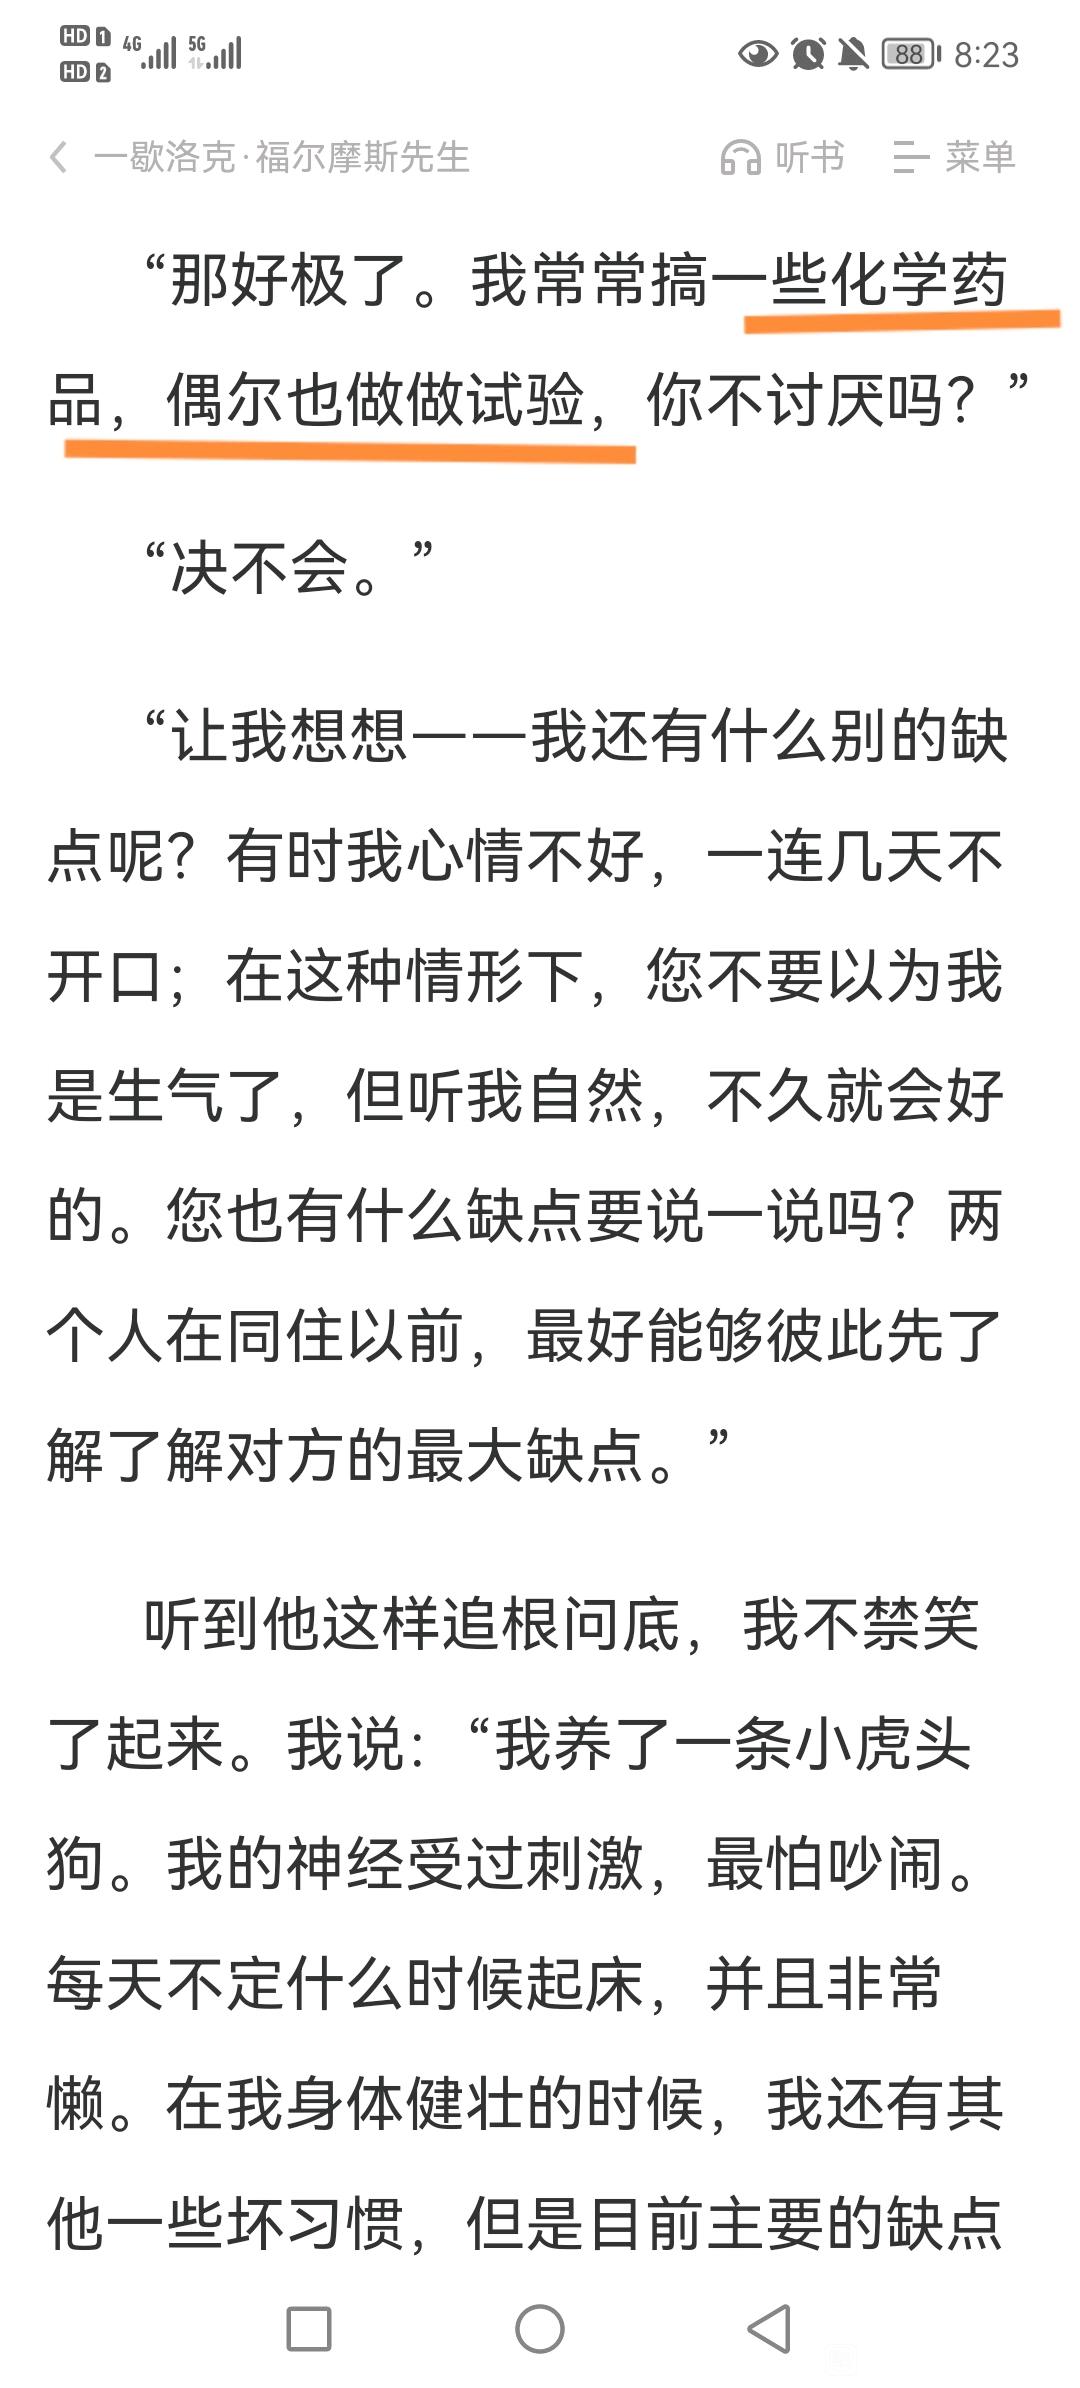 HD 1 4G 5G 88 8:23
HD 2
一歇洛克·福尔摩斯先生 听书 菜单
“那好极了。我常常搞一些化学药
品，偶尔也做做试验，你不讨厌吗？”
“决不会。”
“让我想想——我还有什么别的缺
点呢？有时我心情不好，一连几天不
开口；在这种情形下，您不要以为我
是生气了，但听我自然，不久就会好
的。您也有什么缺点要说一说吗？两
个人在同住以前，最好能够彼此先了
解了解对方的最大缺点。”
听到他这样追根问底，我不禁笑
了起来。我说：“我养了一条小虎头
狗。我的神经受过刺激，最怕吵闹。
每天不定什么时候起床，并且非常
懒。在我身体健壮的时候，我还有其
他一些坏习惯，但是目前主要的缺点